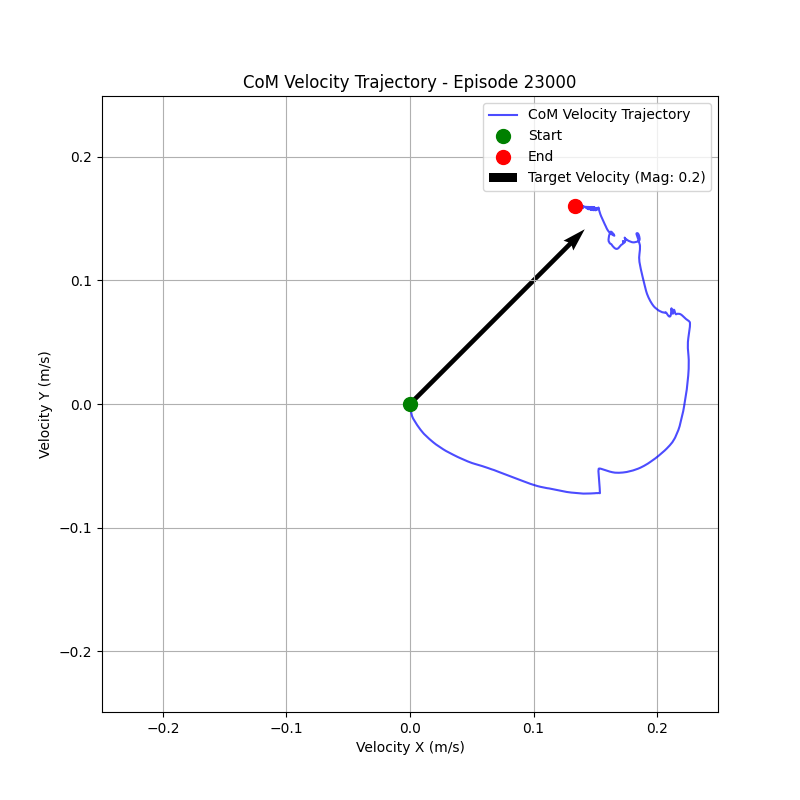 CoM Velocity Trajectory - Episode 23000
CoM Velocity Trajectory
Start
End
Target Velocity (Mag: 0.2)
0.2
0.1
0.0
−0.1
−0.2
Velocity Y (m/s)
−0.2 −0.1 0.0 0.1 0.2
Velocity X (m/s)